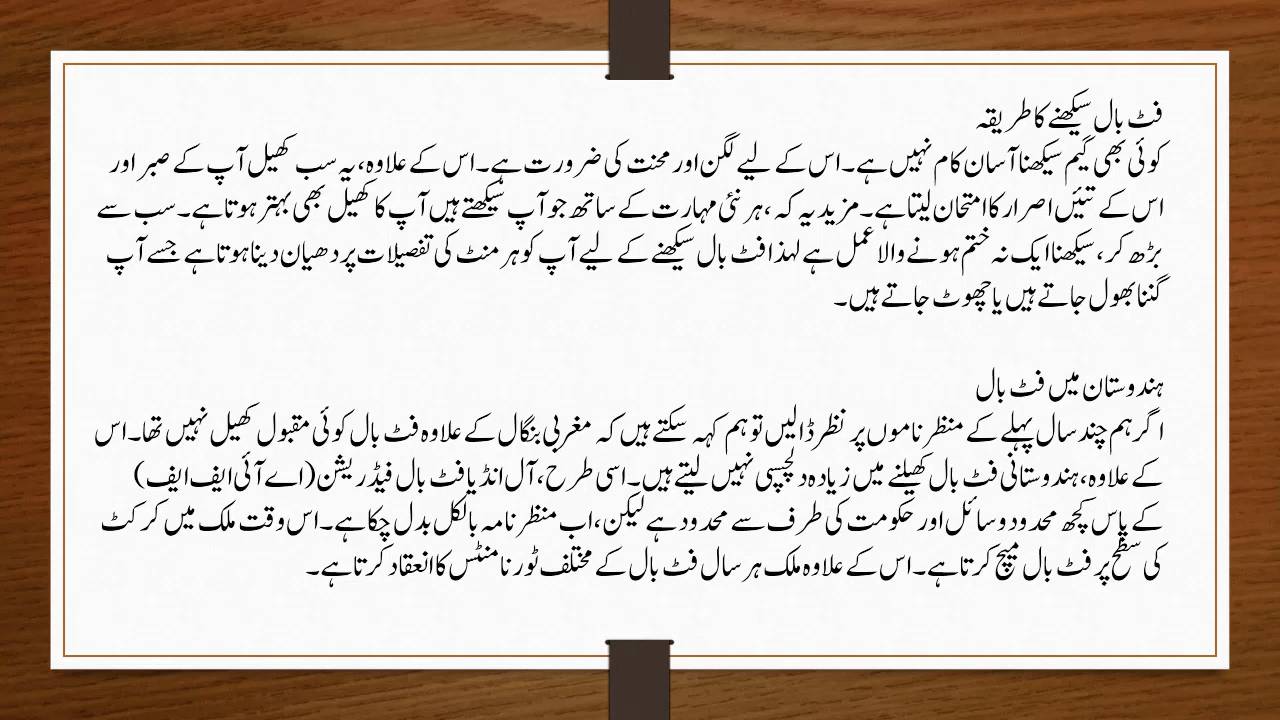 فٹ بال سیکھنے کا طریقہ
کوئی بھی گیم سیکھنا آسان کام نہیں ہے۔ اس کے لیے لگن اور محنت کی ضرورت ہے۔ اس کے علاوہ، یہ سب کھیل آپ کے صبر اور
اس کے تئیں اصرار کا امتحان لیتا ہے۔ مزید یہ کہ ، ہر نئی مہارت کے ساتھ جو آپ سیکھتے ہیں آپ کا کھیل بھی بہتر ہوتا ہے۔ سب سے
بڑھ کر ، سیکھنا ایک نہ ختم ہونے والا عمل ہے لہذا فٹ بال سیکھنے کے لیے آپ کو ہر منٹ کی تفصیلات پر دھیان دینا ہوتا ہے جسے آپ
گننا بھول جاتے ہیں یا چھوٹ جاتے ہیں۔
ہندوستان میں فٹ بال
اگر ہم چند سال پہلے کے منظر ناموں پر نظر ڈالیں تو ہم کہہ سکتے ہیں کہ مغربی بنگال کے علاوہ فٹ بال کوئی مقبول کھیل نہیں تھا۔ اس
کے علاوہ، ہندوستانی فٹ بال کھیلنے میں زیادہ دلچسپی نہیں لیتے ہیں۔ اسی طرح، آل انڈیا فٹ بال فیڈریشن (اے آئی ایف ایف)
کے پاس کچھ محدود وسائل اور حکومت کی طرف سے محدود ہے لیکن، اب منظر نامہ بالکل بدل چکا ہے۔ اس وقت ملک میں کرکٹ
کی سطح پر فٹ بال میچ کرتا ہے۔ اس کے علاوہ ملک ہر سال فٹ بال کے مختلف ٹورنامنٹس کا انعقاد کرتا ہے۔